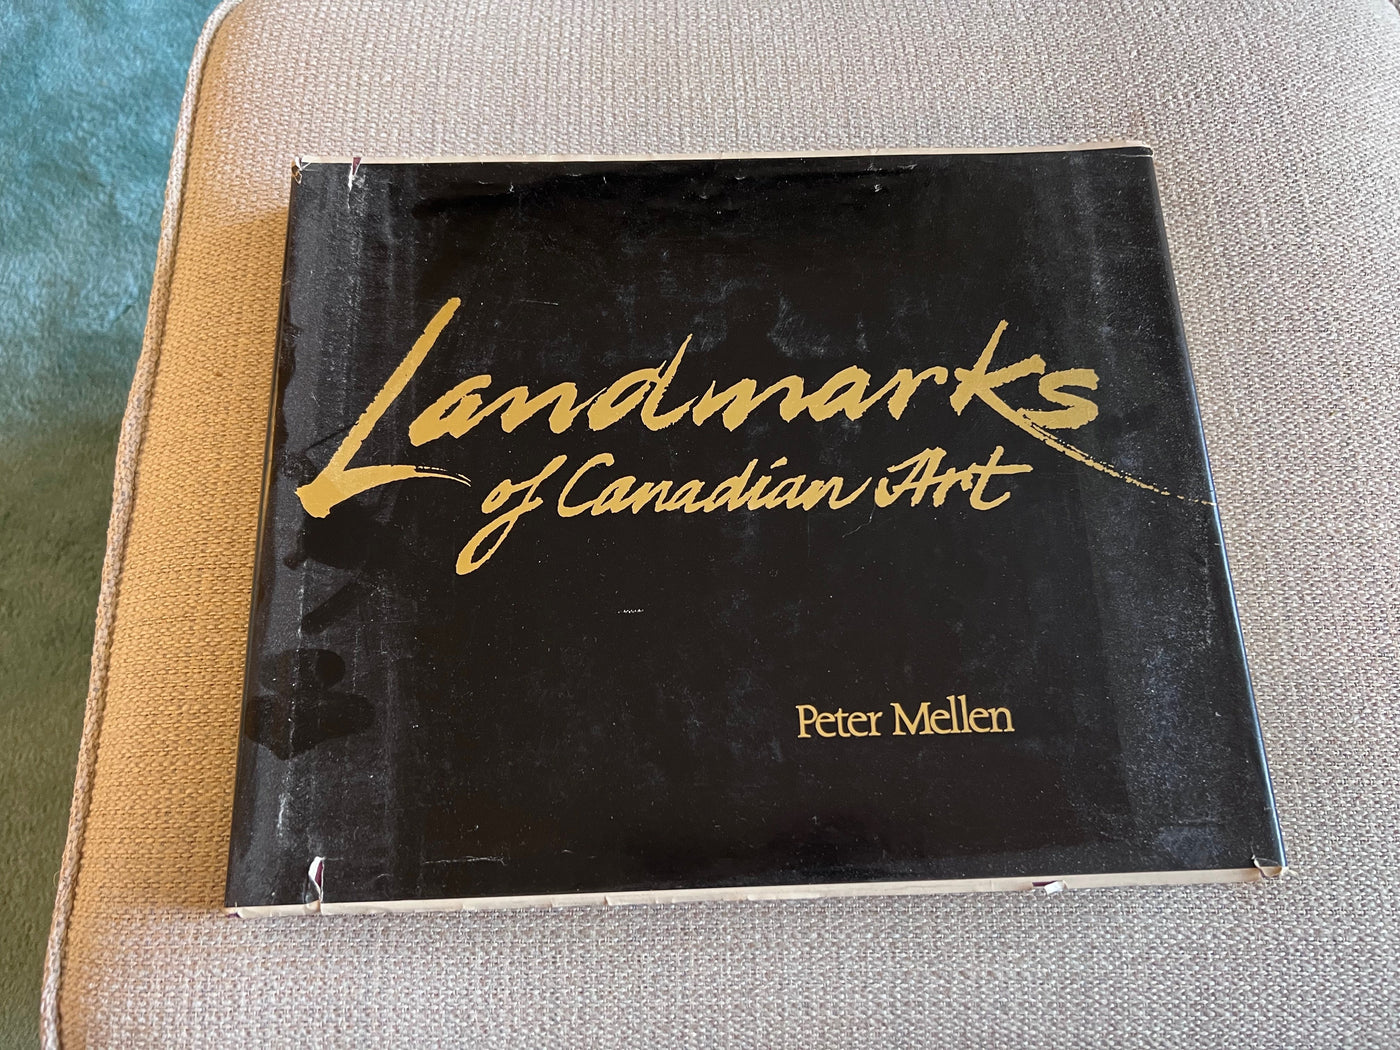 Landmarks
of Canadian Art
Peter Mellen